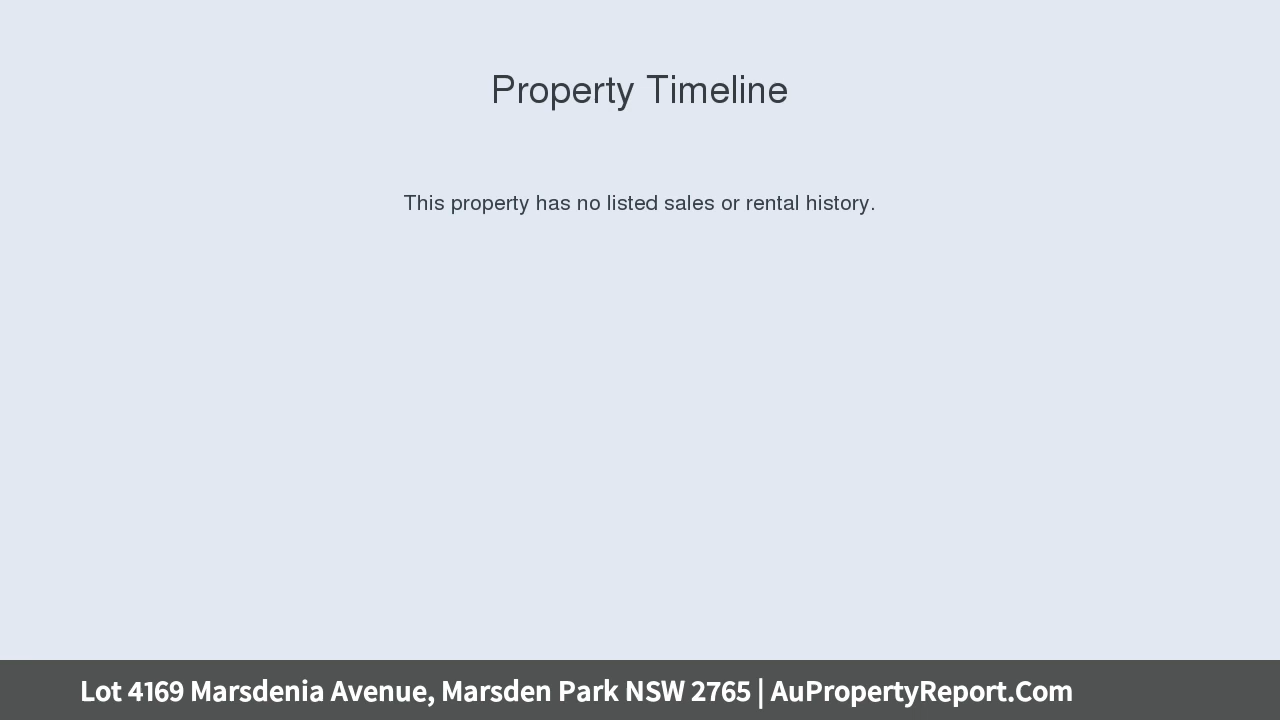 Property Timeline
This property has no listed sales or rental history.
Lot 4169 Marsdenia Avenue, Marsden Park NSW 2765 | AuPropertyReport.Com